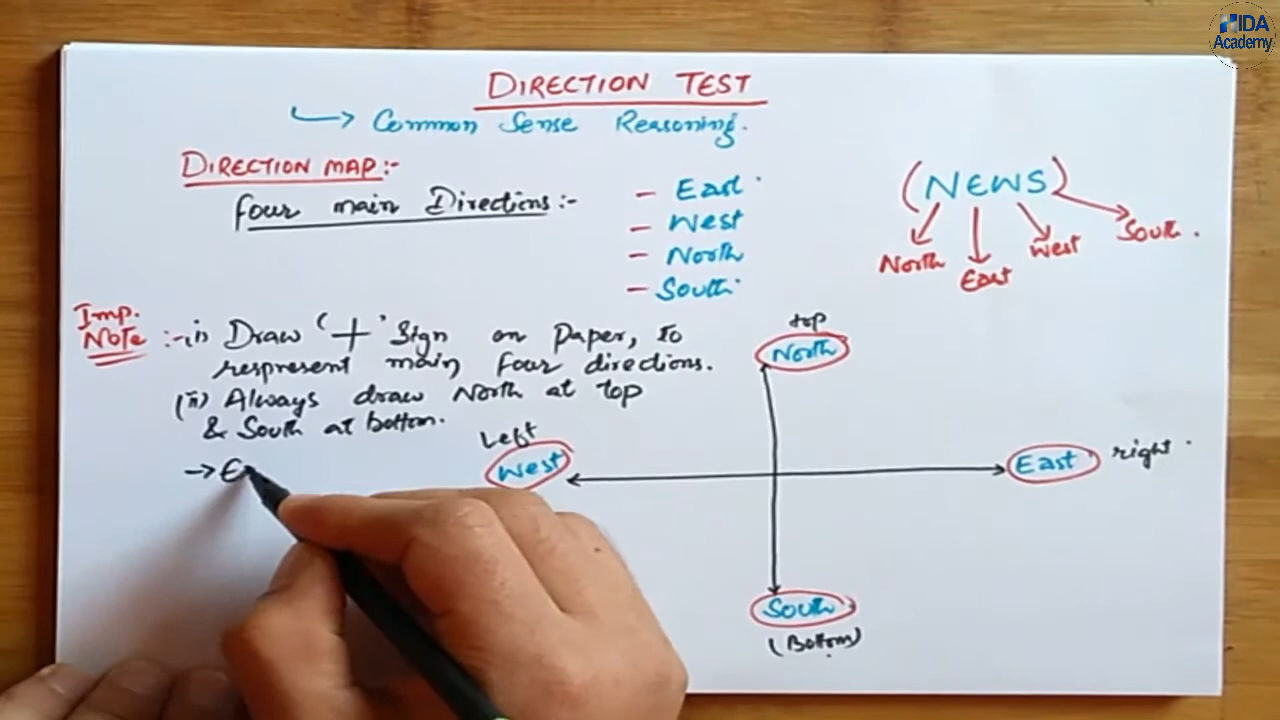 HIDA
Academy
DIRECTION TEST
Common Sense Reasoning.
DIRECTION MAP:-
four main Directions:-
- East
- West
- North
- South
(NEWS)
North
East
West
South.
Imp.
Note :- (i) Draw '+' Sign on paper, to
respresent main four directions.
(ii) Always draw North at top
& South at bottom.
→ E
top
North
Left
West
East
right
South
(Bottom)